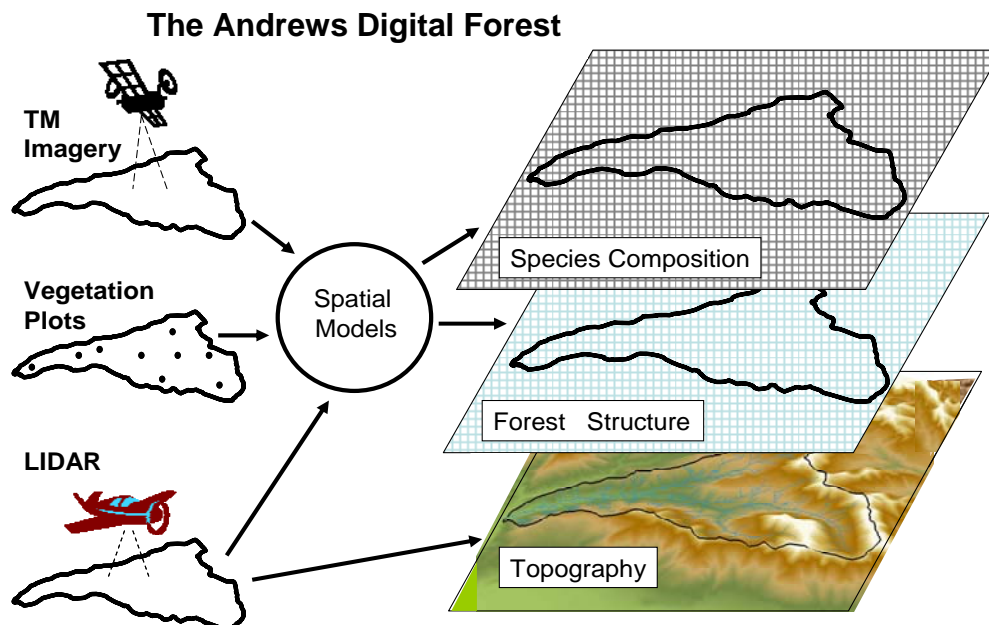 The Andrews Digital Forest
TM
Imagery
Vegetation
Plots
LIDAR
Spatial
Models
Species Composition
Forest Structure
Topography